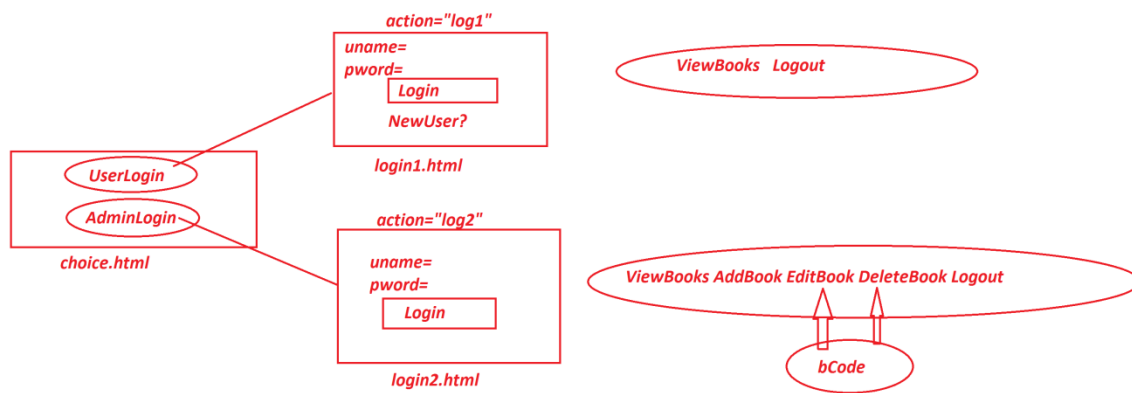 action="log1"
uname=
pword=
Login
NewUser?
login1.html
ViewBooks Logout
UserLogin
AdminLogin
choice.html
action="log2"
uname=
pword=
Login
login2.html
ViewBooks AddBook EditBook DeleteBook Logout
bCode